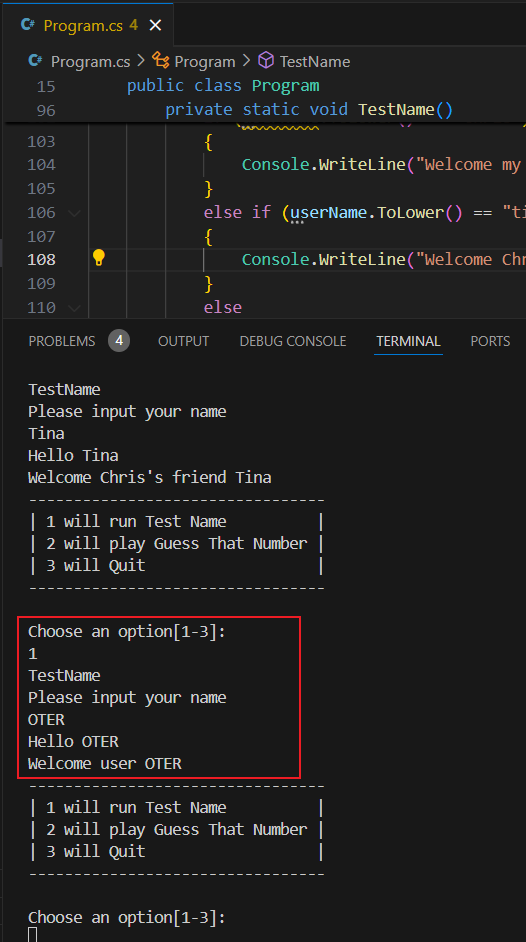 C# Program.cs 4 ×
C# Program.cs > Program > TestName
15 public class Program
96 private static void TestName()
103 {
104 Console.WriteLine("Welcome my
105 }
106 else if (userName.ToLower() == "ti
107 {
108 Console.WriteLine("Welcome Chr
109 }
110 else
PROBLEMS 4 OUTPUT DEBUG CONSOLE TERMINAL PORTS
TestName
Please input your name
Tina
Hello Tina
Welcome Chris's friend Tina
---------------------------------
| 1 will run Test Name          |
| 2 will play Guess That Number |
| 3 will Quit                   |
---------------------------------
Choose an option[1-3]:
1
TestName
Please input your name
OTER
Hello OTER
Welcome user OTER
---------------------------------
| 1 will run Test Name          |
| 2 will play Guess That Number |
| 3 will Quit                   |
---------------------------------
Choose an option[1-3]: